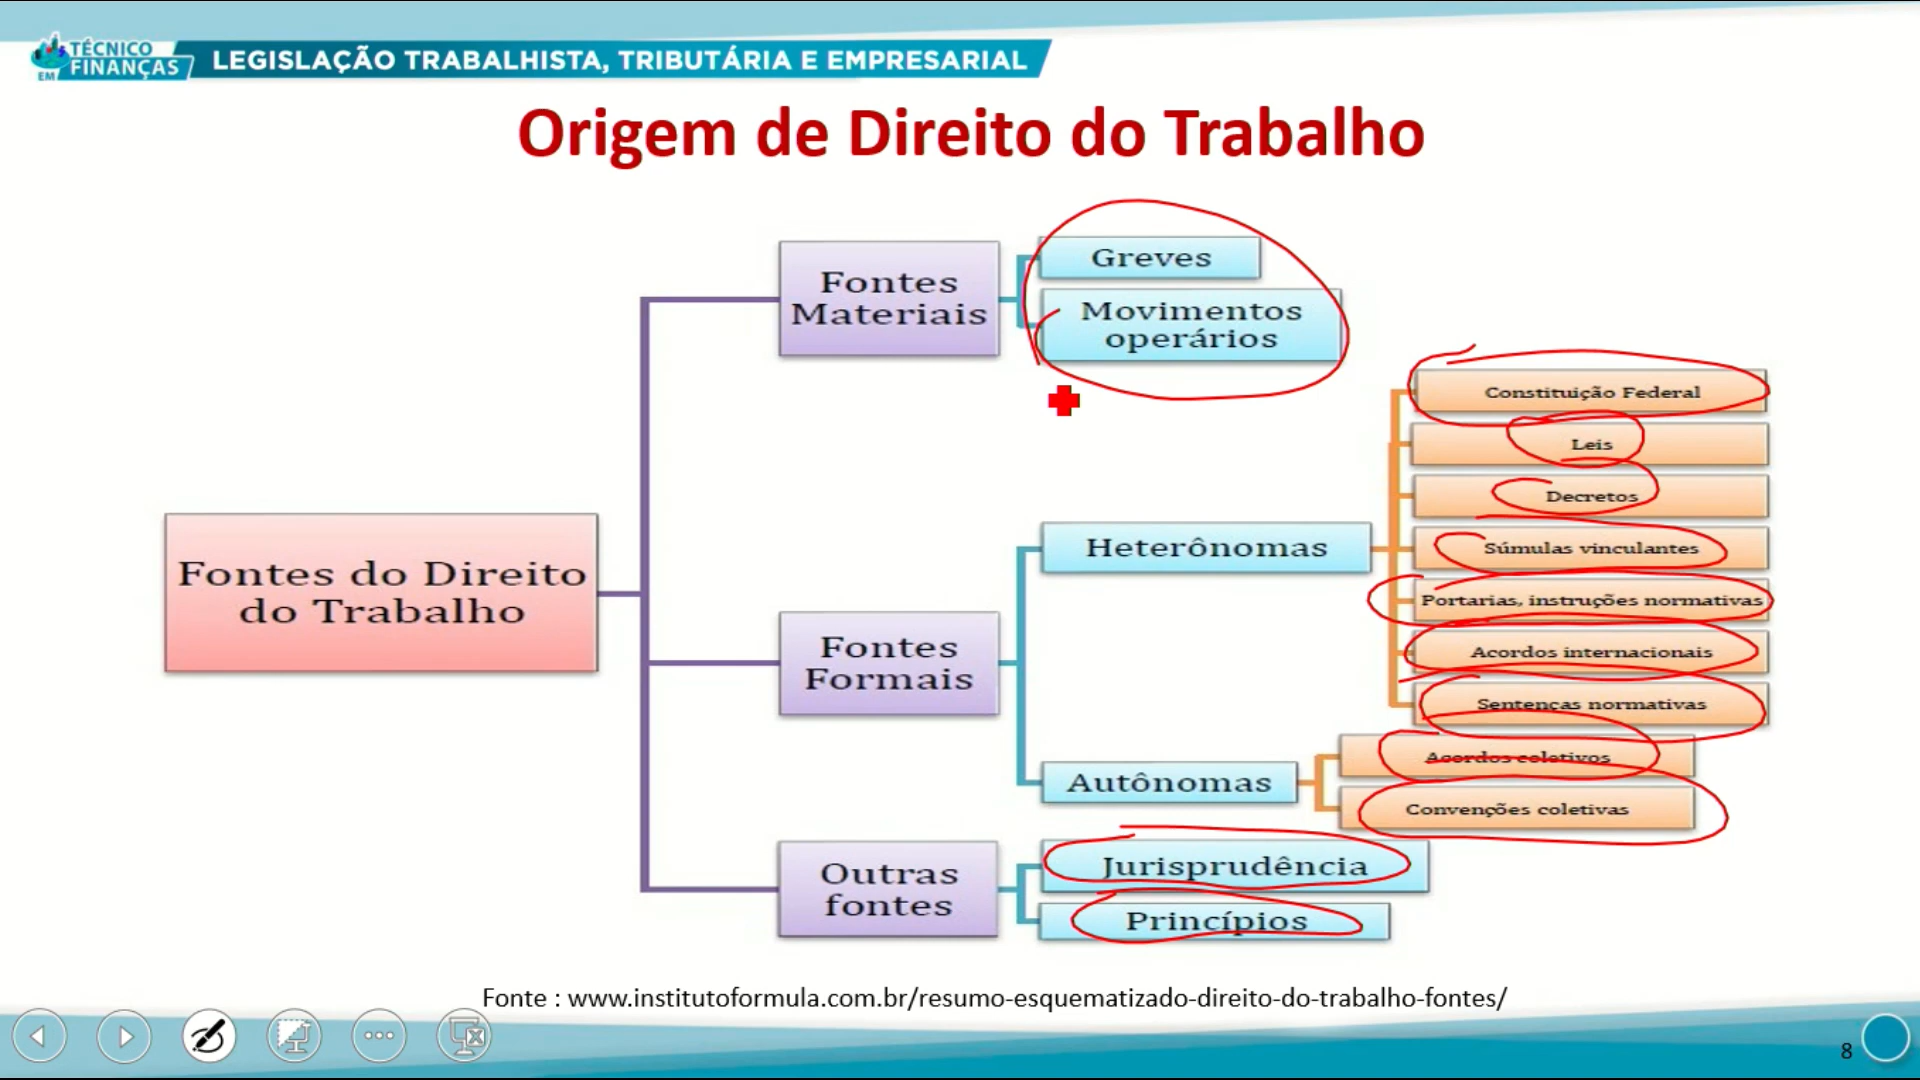 TÉCNICO
EM FINANÇAS
LEGISLAÇÃO TRABALHISTA, TRIBUTÁRIA E EMPRESARIAL
Origem de Direito do Trabalho
Fontes do Direito
do Trabalho
Fontes
Materiais
Greves
Movimentos
operários
Fontes
Formais
Heterônomas
Constituição Federal
Leis
Decretos
Súmulas vinculantes
Portarias, instruções normativas
Acordos internacionais
Sentenças normativas
Autônomas
Acordos coletivos
Convenções coletivas
Outras
fontes
Jurisprudência
Princípios
Fonte : www.institutoformula.com.br/resumo-esquematizado-direito-do-trabalho-fontes/
8